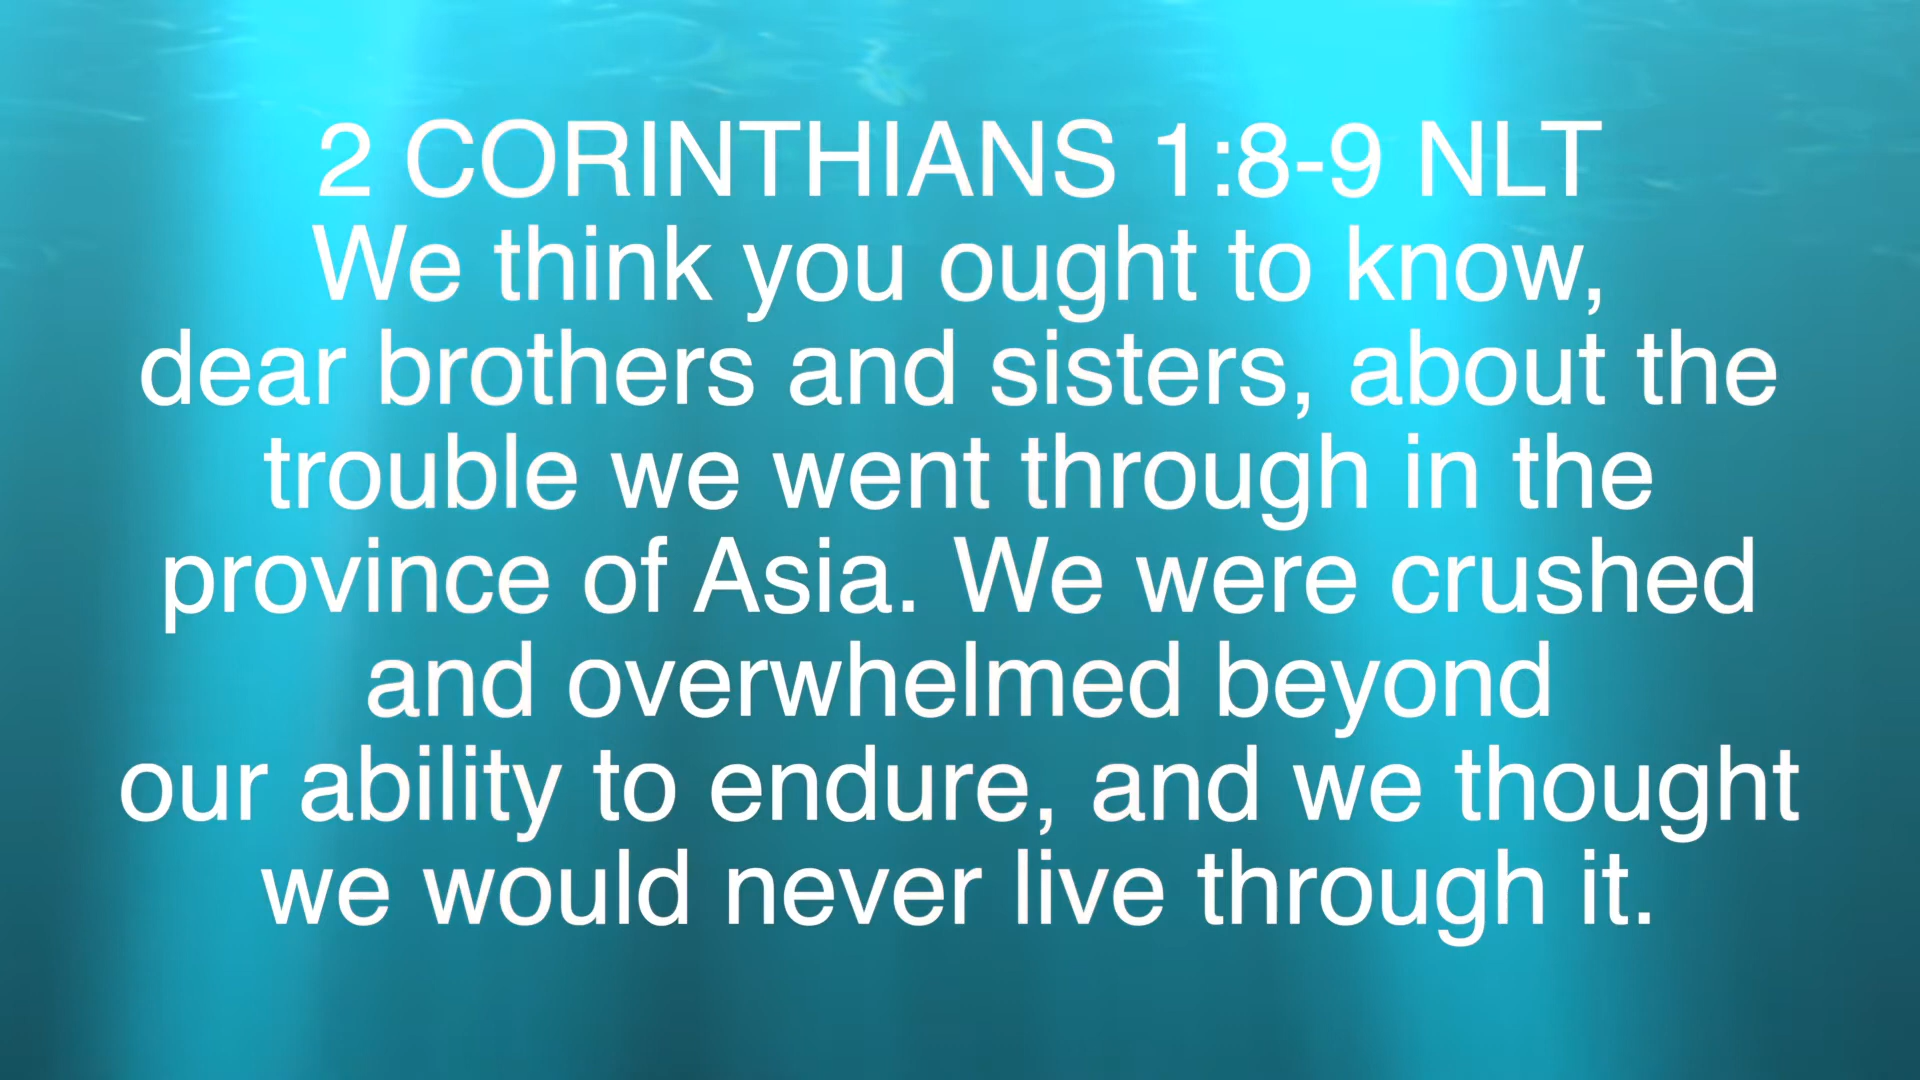 2 CORINTHIANS 1:8-9 NLT
We think you ought to know,
dear brothers and sisters, about the
trouble we went through in the
province of Asia. We were crushed
and overwhelmed beyond
our ability to endure, and we thought
we would never live through it.